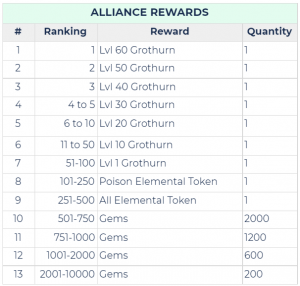 ALLIANCE REWARDS
# Ranking Reward Quantity
1 1 Lvl 60 Grothurn 1
2 2 Lvl 50 Grothurn 1
3 3 Lvl 40 Grothurn 1
4 4 to 5 Lvl 30 Grothurn 1
5 6 to 10 Lvl 20 Grothurn 1
6 11 to 50 Lvl 10 Grothurn 1
7 51-100 Lvl 1 Grothurn 1
8 101-250 Poison Elemental Token 1
9 251-500 All Elemental Token 1
10 501-750 Gems 2000
11 751-1000 Gems 1200
12 1001-2000 Gems 600
13 2001-10000 Gems 200